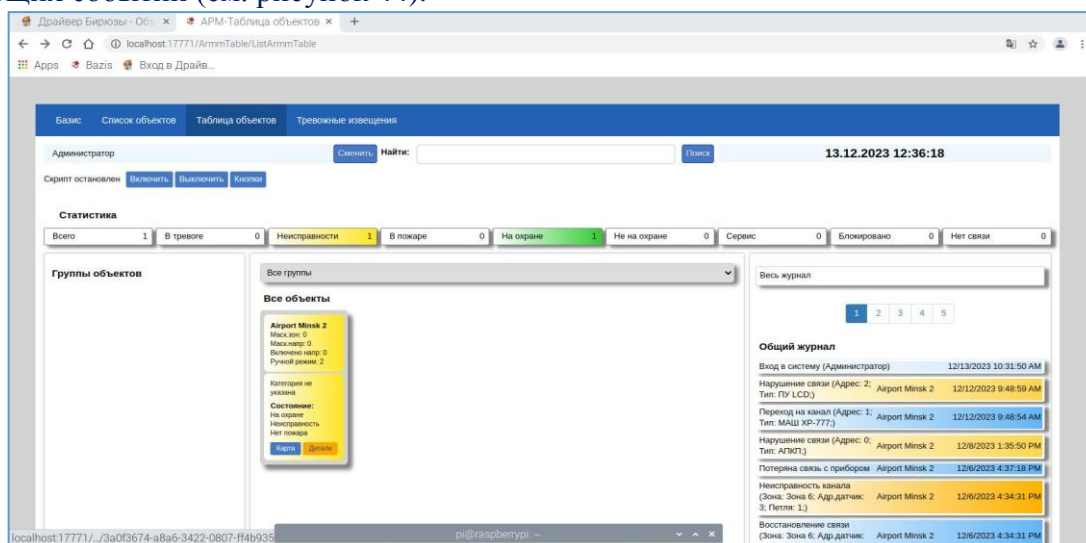 ющих событий (см. рисунок 44).
Драйвер Бирюзы - Об
АРМ-Таблица объектов
localhost:17771/ArmmTable/ListArmmTable
Apps Bazis Вход в Драйв...
Базис Список объектов Таблица объектов Тревожные извещения
Администратор Сменить Найти: Поиск 13.12.2023 12:36:18
Скрипт остановлен Включить Выключить Кнопки
Статистика
Всего 1 В тревоге 0 Неисправности 1 В пожаре 0 На охране 1 Не на охране 0 Сервис 0 Блокировано 0 Нет связи 0
Группы объектов
Все группы
Все объекты
Airport Minsk 2
Маск.зон: 0
Маск.напр: 0
Включено напр: 0
Ручной режим: 2
Категория не
указана
Состояние:
На охране
Неисправность
Нет пожара
Карта Детали
Весь журнал
1 2 3 4 5
Общий журнал
Вход в систему (Администратор) 12/13/2023 10:31:50 AM
Нарушение связи (Адрес: 2; Airport Minsk 2 12/12/2023 9:48:59 AM
Тип: ПУ LCD;)
Переход на канал (Адрес: 1; Airport Minsk 2 12/12/2023 9:48:54 AM
Тип: МАШ XP-777;)
Нарушение связи (Адрес: 0; Airport Minsk 2 12/8/2023 1:35:50 PM
Тип: АПКП;)
Потеряна связь с прибором Airport Minsk 2 12/6/2023 4:37:18 PM
Неисправность канала
(Зона: Зона 6; Адр.датчик: Airport Minsk 2 12/6/2023 4:34:31 PM
3; Петля: 1;)
Восстановление связи
(Зона: Зона 6; Адр.датчик: Airport Minsk 2 12/6/2023 4:34:31 PM
localhost:17771/.../3a0f3674-a8a6-3422-0807-ff4b935
pi@raspberrypi: ~